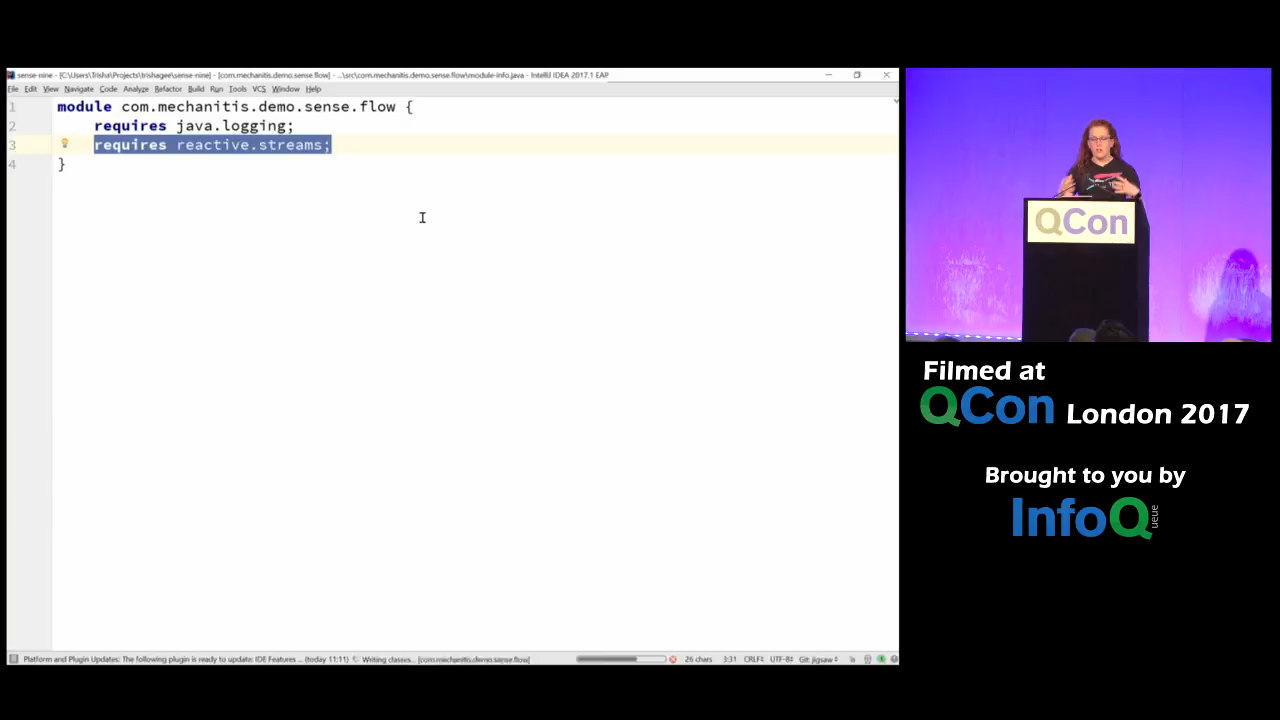 sense-nine - [C:\Users\Trisha\Projects\trishagee\sense-nine] - [com.mechanitis.demo.sense.flow] - ...\src\com.mechanitis.demo.sense.flow\module-info.java - IntelliJ IDEA 2017.1 EAP
File Edit View Navigate Code Analyze Refactor Build Run Tools VCS Window Help
1 module com.mechanitis.demo.sense.flow {
2 requires java.logging;
3 requires reactive.streams;
4 }
Platform and Plugin Updates: The following plugin is ready to update: IDE Features ... (today 11:11) Writing classes... [com.mechanitis.demo.sense.flow] 26 chars 3:31 CRLF UTF-8 Git: jigsaw
QCon
Filmed at
QCon London 2017
Brought to you by
InfoQueue